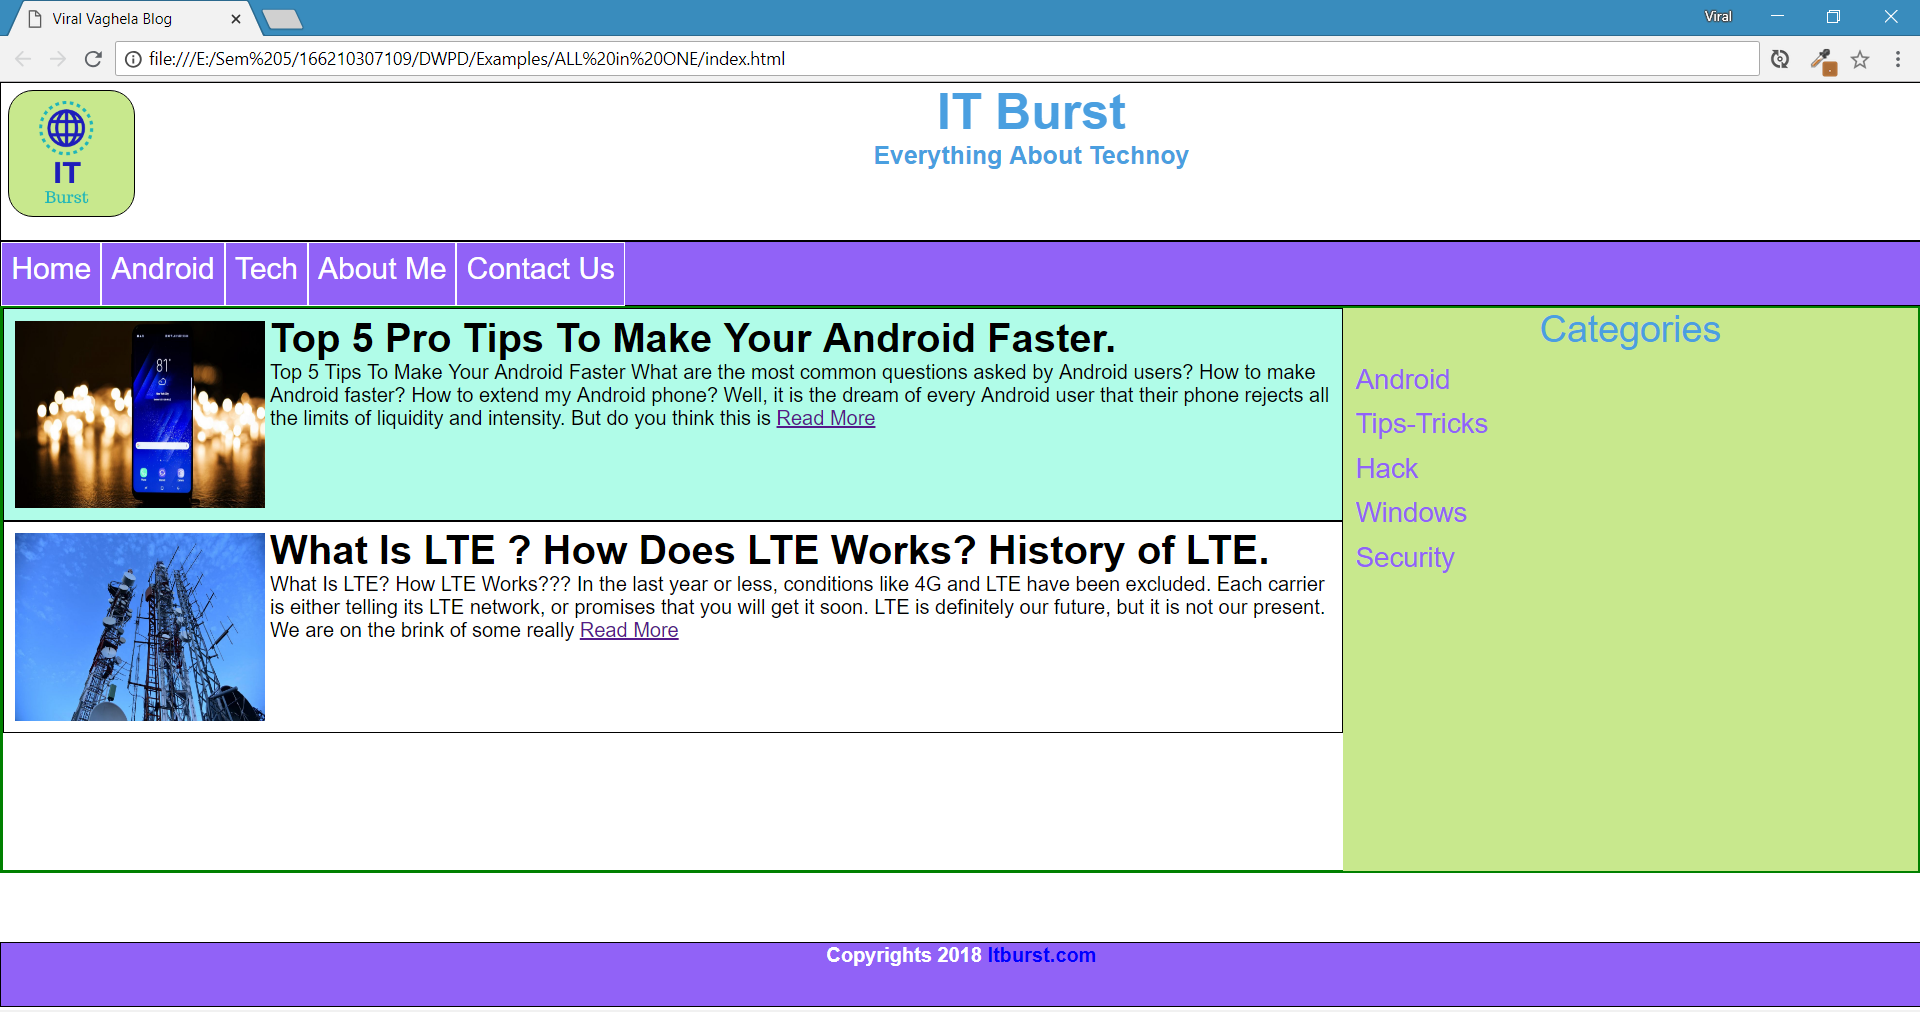 Viral Vaghela Blog
Viral
file:///E:/Sem%205/166210307109/DWPD/Examples/ALL%20in%20ONE/index.html
IT
Burst
IT Burst
Everything About Technoy
Home Android Tech About Me Contact Us
81°
Top 5 Pro Tips To Make Your Android Faster.
Top 5 Tips To Make Your Android Faster What are the most common questions asked by Android users? How to make
Android faster? How to extend my Android phone? Well, it is the dream of every Android user that their phone rejects all
the limits of liquidity and intensity. But do you think this is Read More
What Is LTE ? How Does LTE Works? History of LTE.
What Is LTE? How LTE Works??? In the last year or less, conditions like 4G and LTE have been excluded. Each carrier
is either telling its LTE network, or promises that you will get it soon. LTE is definitely our future, but it is not our present.
We are on the brink of some really Read More
Categories
Android
Tips-Tricks
Hack
Windows
Security
Copyrights 2018 Itburst.com